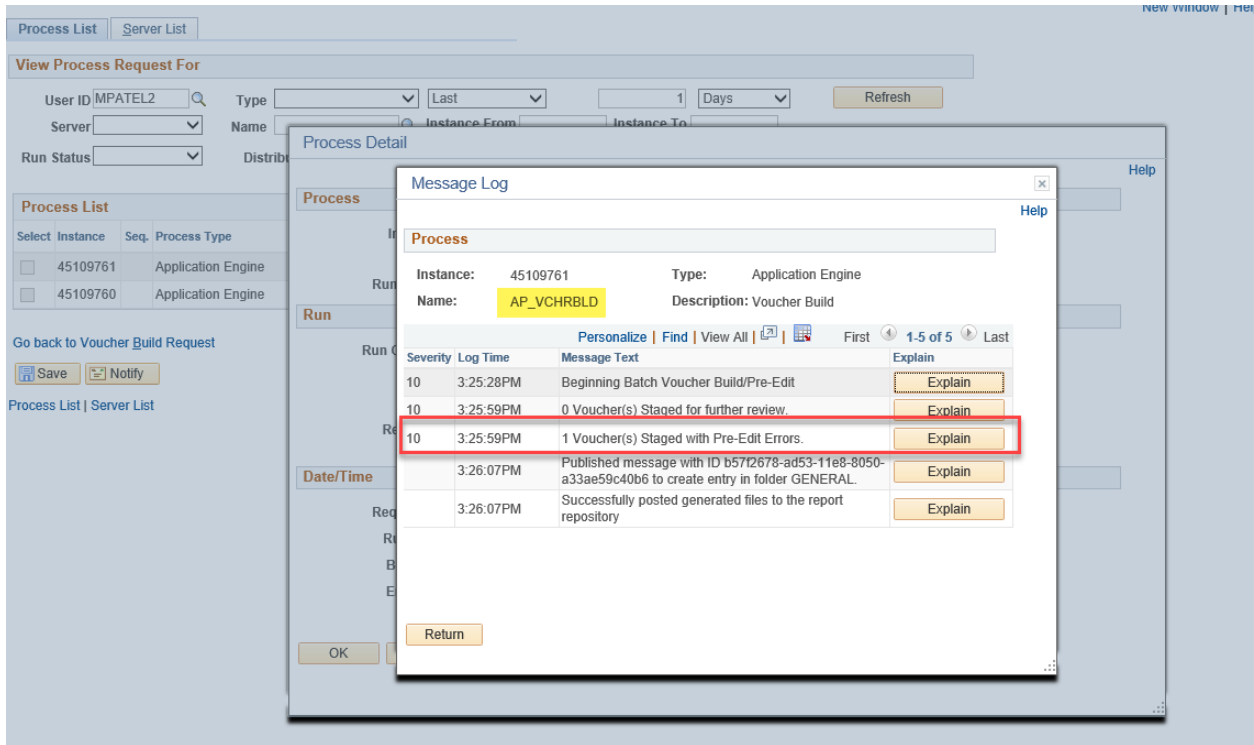 New Window | Hel
Process List Server List
View Process Request For
User ID MPATEL2 Type Last 1 Days Refresh
Server Name Instance From Instance To
Run Status Distribu
Process List
Select Instance Seq. Process Type
45109761 Application Engine
45109760 Application Engine
Go back to Voucher Build Request
Save Notify
Process List | Server List
Process Detail
Help
Process
In
Run
Run
Run C
Re
Date/Time
Req
Ru
B
E
OK
Message Log
Help
Process
Instance: 45109761 Type: Application Engine
Name: AP_VCHRBLD Description: Voucher Build
Personalize | Find | View All | First 1-5 of 5 Last
Severity Log Time Message Text Explain
10 3:25:28PM Beginning Batch Voucher Build/Pre-Edit Explain
10 3:25:59PM 0 Voucher(s) Staged for further review. Explain
10 3:25:59PM 1 Voucher(s) Staged with Pre-Edit Errors. Explain
3:26:07PM Published message with ID b57f2678-ad53-11e8-8050-
a33ae59c40b6 to create entry in folder GENERAL. Explain
3:26:07PM Successfully posted generated files to the report
repository Explain
Return